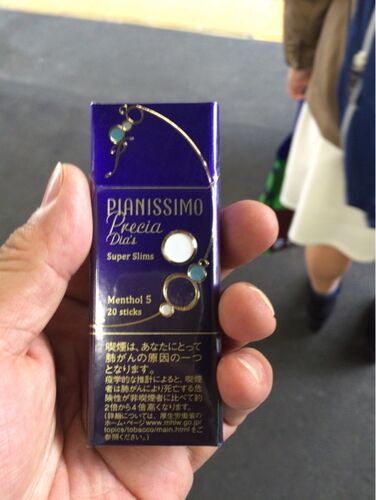 PIANISSIMO
Precia
Dia's
Super Slims
Menthol 5
20 sticks
喫煙は、あなたにとって
肺がんの原因の一つ
となります。
疫学的な推計によると、喫煙
者は肺がんにより死亡する危
険性が非喫煙者に比べて約
2倍から4倍高くなります。
(詳細については、厚生労働省の
ホーム・ページwww.mhlw.go.jp/
topics/tobacco/main.htmlをご
参照ください。)